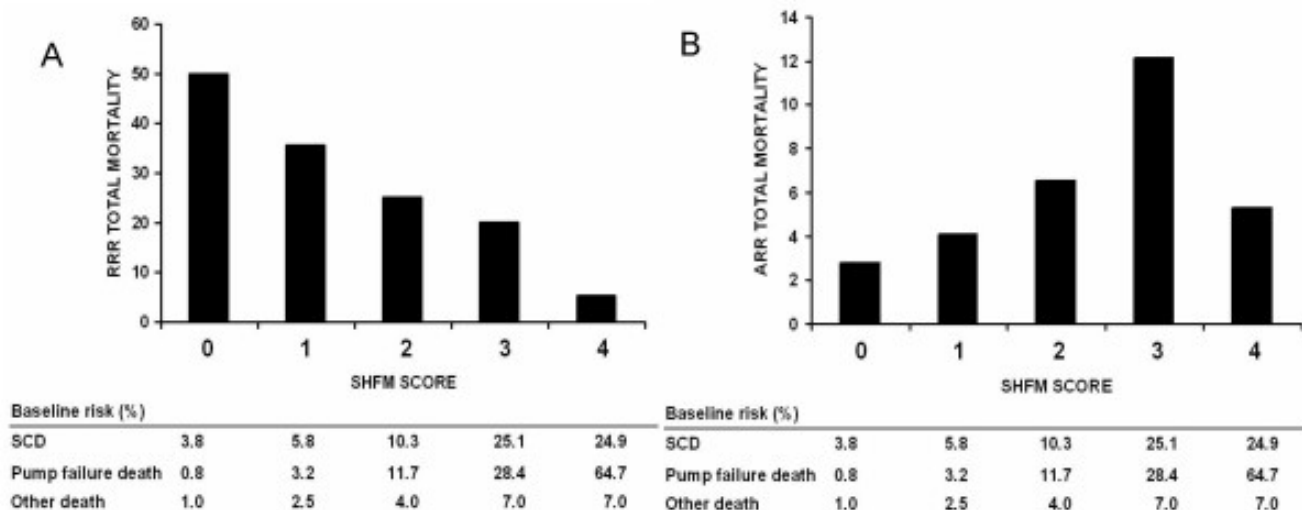 A
RRR TOTAL MORTALITY
60
50
40
30
20
10
0
0 1 2 3 4
SHFM SCORE
Baseline risk (%)
SCD 3.8 5.8 10.3 25.1 24.9
Pump failure death 0.8 3.2 11.7 28.4 64.7
Other death 1.0 2.5 4.0 7.0 7.0
B
ARR TOTAL MORTALITY
14
12
10
8
6
4
2
0
0 1 2 3 4
SHFM SCORE
Baseline risk (%)
SCD 3.8 5.8 10.3 25.1 24.9
Pump failure death 0.8 3.2 11.7 28.4 64.7
Other death 1.0 2.5 4.0 7.0 7.0